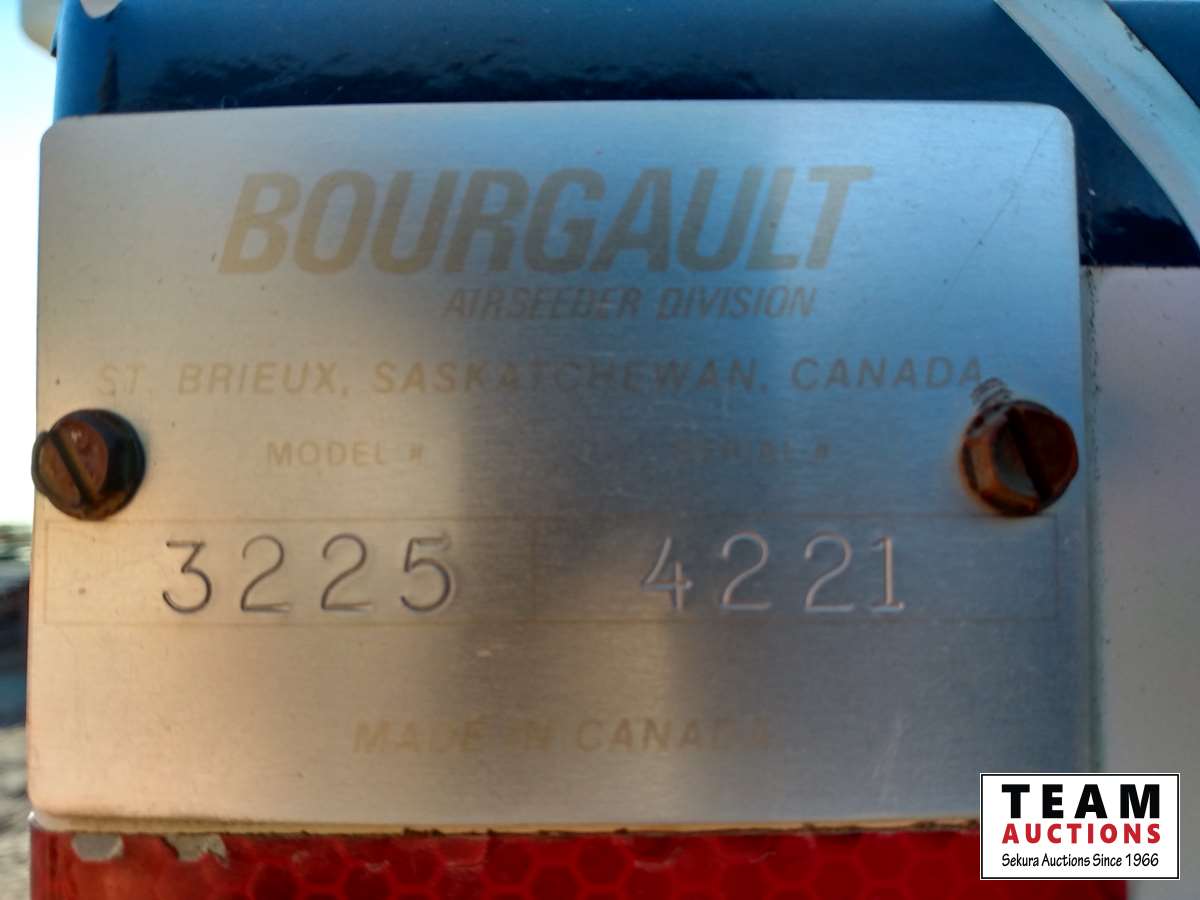 BOURGAULT
AIRSEEDER DIVISION
ST. BRIEUX, SASKATCHEWAN, CANADA
MODEL # SERIAL #
3225 4221
MADE IN CANADA
TEAM
AUCTIONS
Sekura Auctions Since 1966